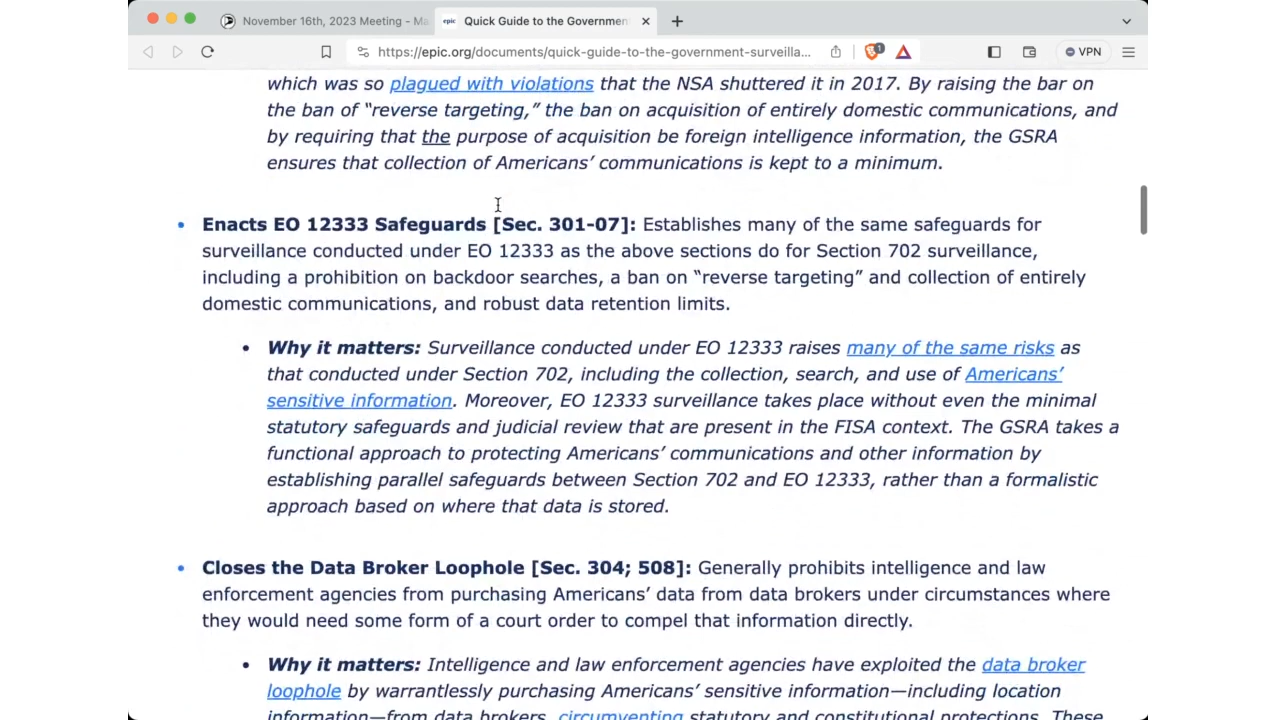 November 16th, 2023 Meeting - Ma
epic Quick Guide to the Governmen
https://epic.org/documents/quick-guide-to-the-government-surveilla...
1
VPN
which was so plagued with violations that the NSA shuttered it in 2017. By raising the bar on
the ban of “reverse targeting,” the ban on acquisition of entirely domestic communications, and
by requiring that the purpose of acquisition be foreign intelligence information, the GSRA
ensures that collection of Americans’ communications is kept to a minimum.
• Enacts EO 12333 Safeguards [Sec. 301-07]: Establishes many of the same safeguards for
surveillance conducted under EO 12333 as the above sections do for Section 702 surveillance,
including a prohibition on backdoor searches, a ban on “reverse targeting” and collection of entirely
domestic communications, and robust data retention limits.
• Why it matters: Surveillance conducted under EO 12333 raises many of the same risks as
that conducted under Section 702, including the collection, search, and use of Americans’
sensitive information. Moreover, EO 12333 surveillance takes place without even the minimal
statutory safeguards and judicial review that are present in the FISA context. The GSRA takes a
functional approach to protecting Americans’ communications and other information by
establishing parallel safeguards between Section 702 and EO 12333, rather than a formalistic
approach based on where that data is stored.
• Closes the Data Broker Loophole [Sec. 304; 508]: Generally prohibits intelligence and law
enforcement agencies from purchasing Americans’ data from data brokers under circumstances where
they would need some form of a court order to compel that information directly.
• Why it matters: Intelligence and law enforcement agencies have exploited the data broker
loophole by warrantlessly purchasing Americans’ sensitive information—including location
information—from data brokers, circumventing statutory and constitutional protections. These